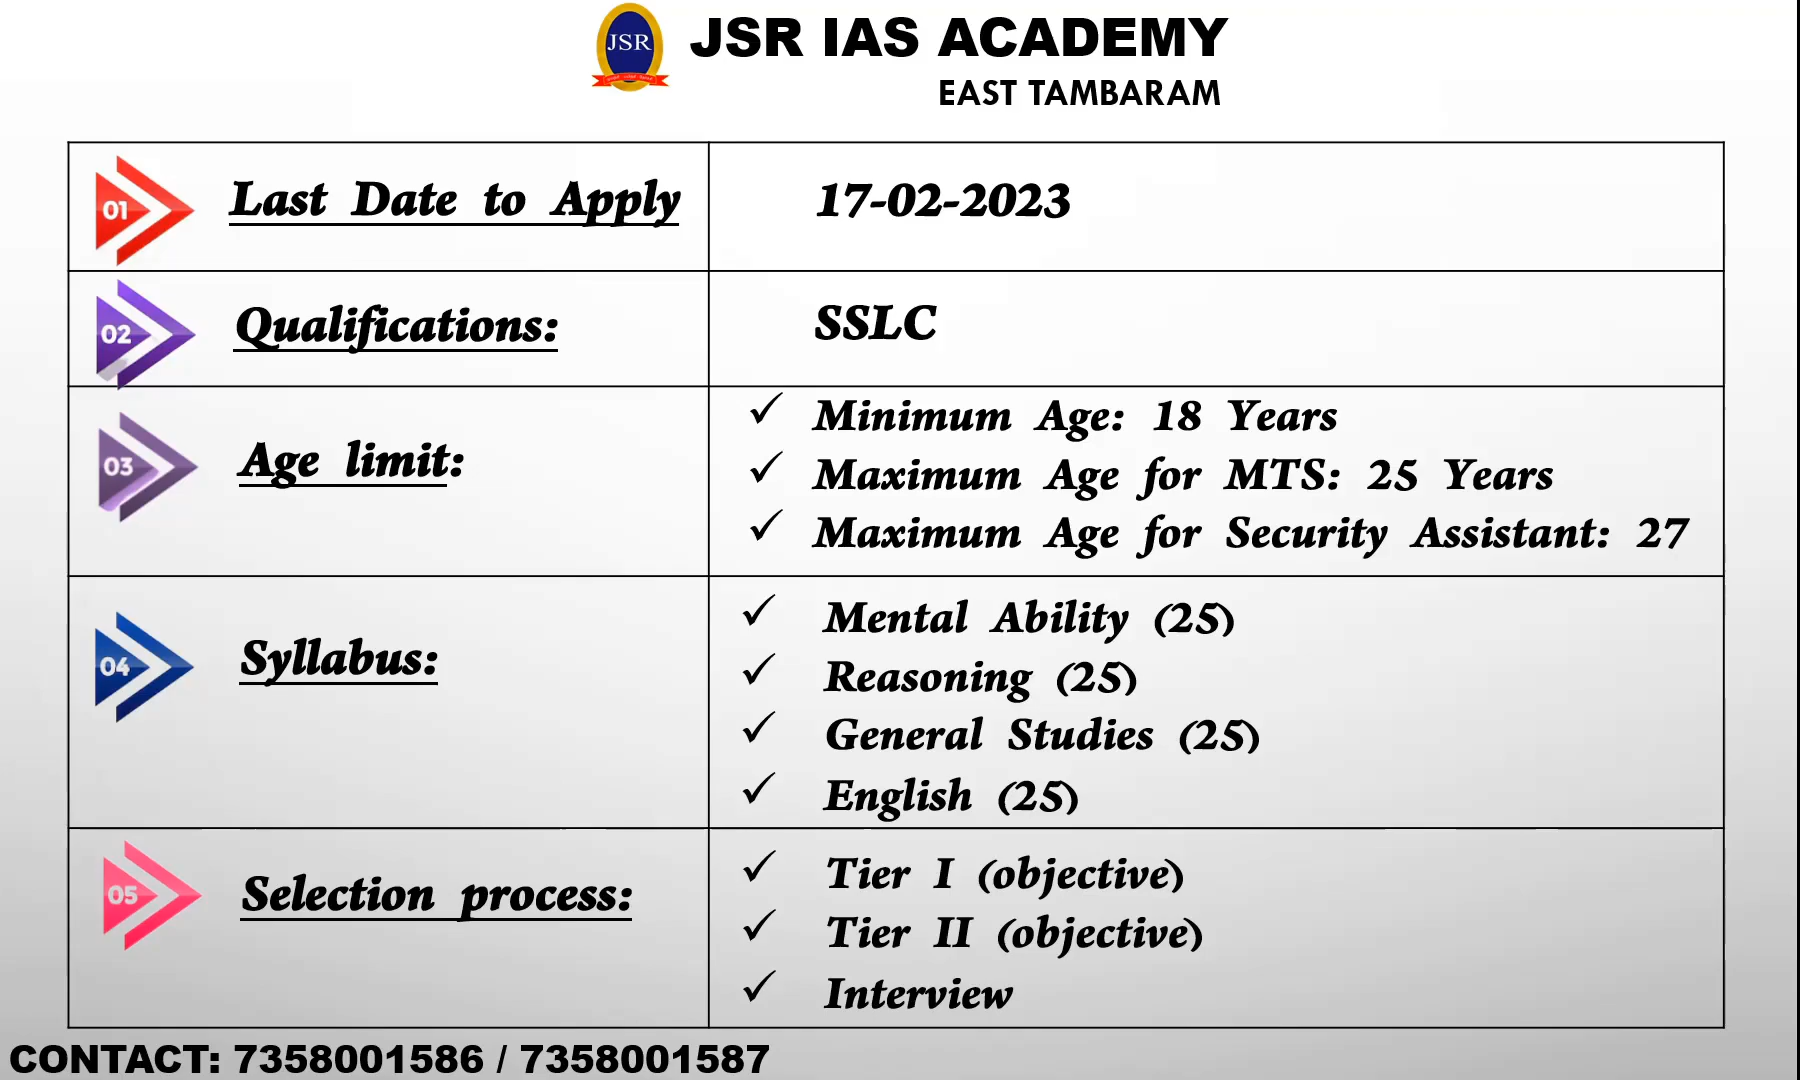 JSR
JSR IAS ACADEMY
EAST TAMBARAM
01 Last Date to Apply 17-02-2023
02 Qualifications: SSLC
03 Age limit:
✓ Minimum Age: 18 Years
✓ Maximum Age for MTS: 25 Years
✓ Maximum Age for Security Assistant: 27
04 Syllabus:
✓ Mental Ability (25)
✓ Reasoning (25)
✓ General Studies (25)
✓ English (25)
05 Selection process:
✓ Tier I (objective)
✓ Tier II (objective)
✓ Interview
CONTACT: 7358001586 / 7358001587